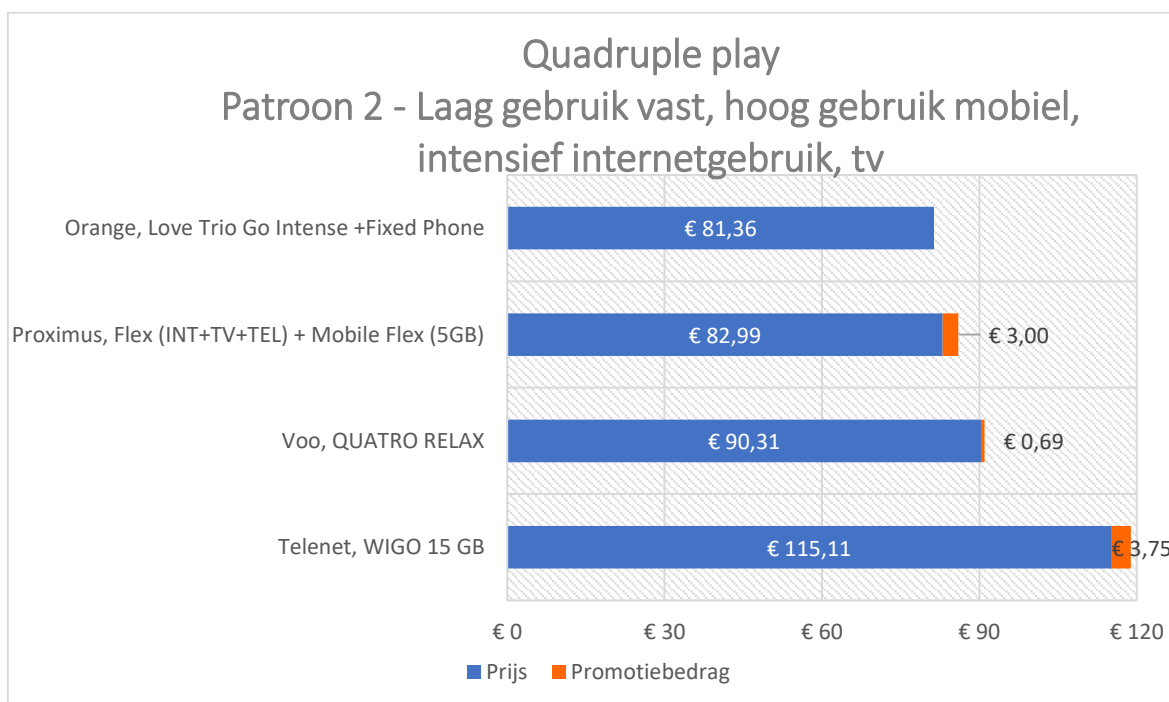 Quadruple play
Patroon 2 - Laag gebruik vast, hoog gebruik mobiel,
intensief internetgebruik, tv
Orange, Love Trio Go Intense +Fixed Phone
€ 81,36
Proximus, Flex (INT+TV+TEL) + Mobile Flex (5GB)
€ 82,99
€ 3,00
Voo, QUATRO RELAX
€ 90,31
€ 0,69
Telenet, WIGO 15 GB
€ 115,11
€ 3,75
€ 0
€ 30
€ 60
€ 90
€ 120
Prijs
Promotiebedrag